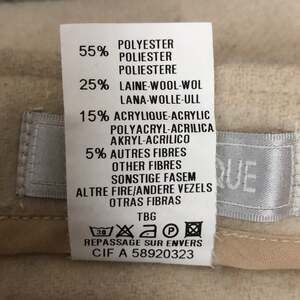 55% POLYESTER
POLIESTER
POLIESTERE
25% LAINE-WOOL-WOL
LANA-WOLLE-ULL
15% ACRYLIQUE-ACRYLIC
POLYACRYL-ACRILICA
AKRYL-ACRILICO
5% AUTRES FIBRES
OTHER FIBRES
SONSTIGE FASEM
ALTRE FIRE/ANDERE VEZELS
OTRAS FIBRAS
TBG
REPASSAGE SUR ENVERS
CIF A 58920323
QUE